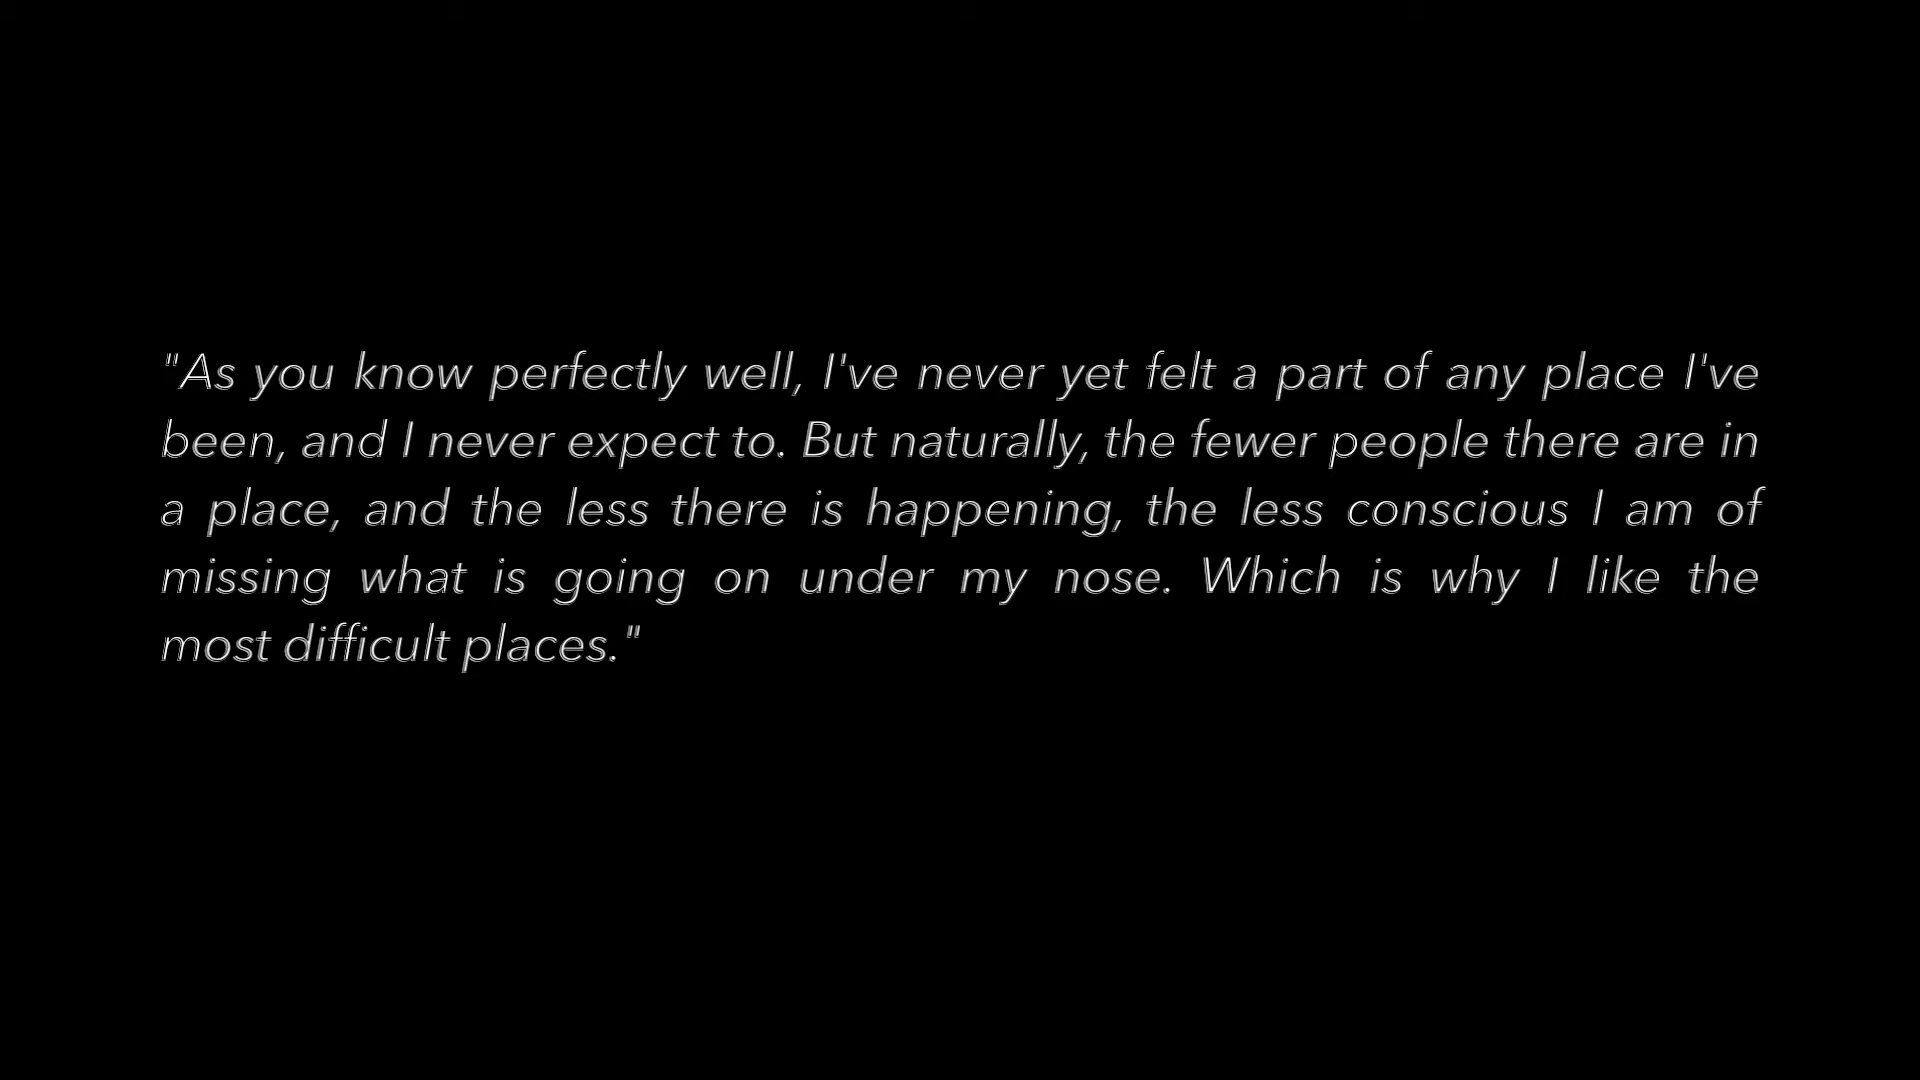 "As you know perfectly well, I've never yet felt a part of any place I've
been, and I never expect to. But naturally, the fewer people there are in
a place, and the less there is happening, the less conscious I am of
missing what is going on under my nose. Which is why I like the
most difficult places."